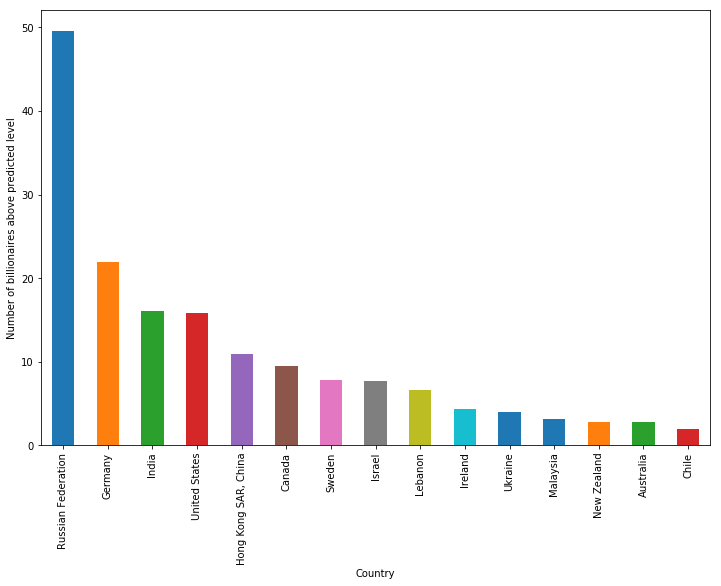 Number of billionaires above predicted level
50
40
30
20
10
0
Russian Federation
Germany
India
United States
Hong Kong SAR, China
Canada
Sweden
Israel
Lebanon
Ireland
Ukraine
Malaysia
New Zealand
Australia
Chile
Country